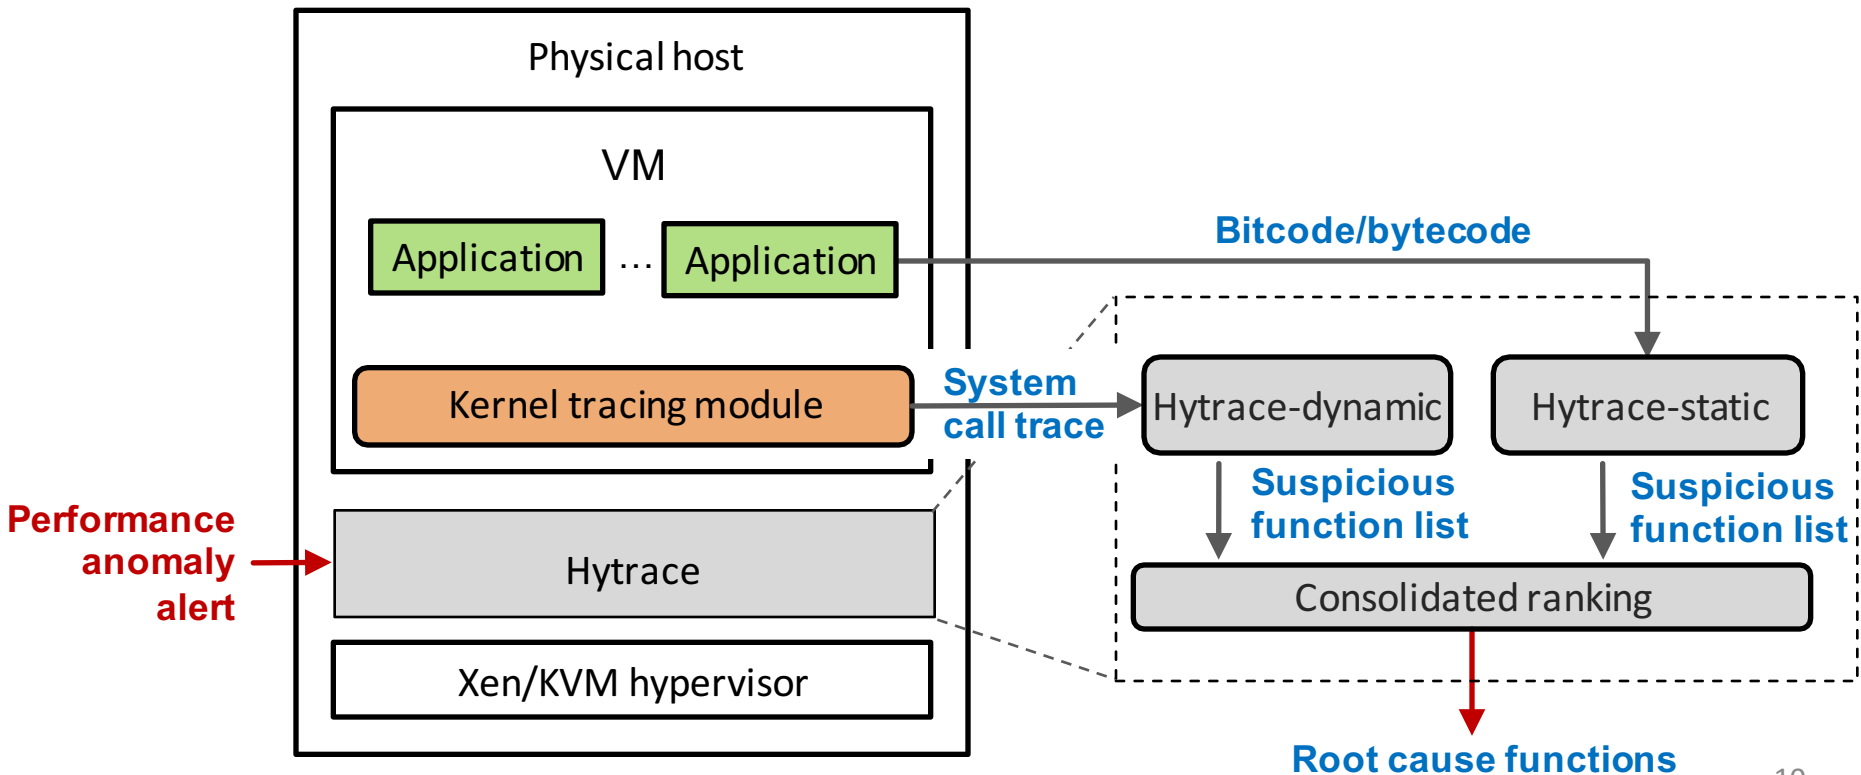 Physical host
VM
Application
...
Application
Bitcode/bytecode
Kernel tracing module
System
call trace
Hytrace-dynamic
Hytrace-static
Suspicious
function list
Suspicious
function list
Performance
anomaly
alert
Hytrace
Consolidated ranking
Xen/KVM hypervisor
Root cause functions